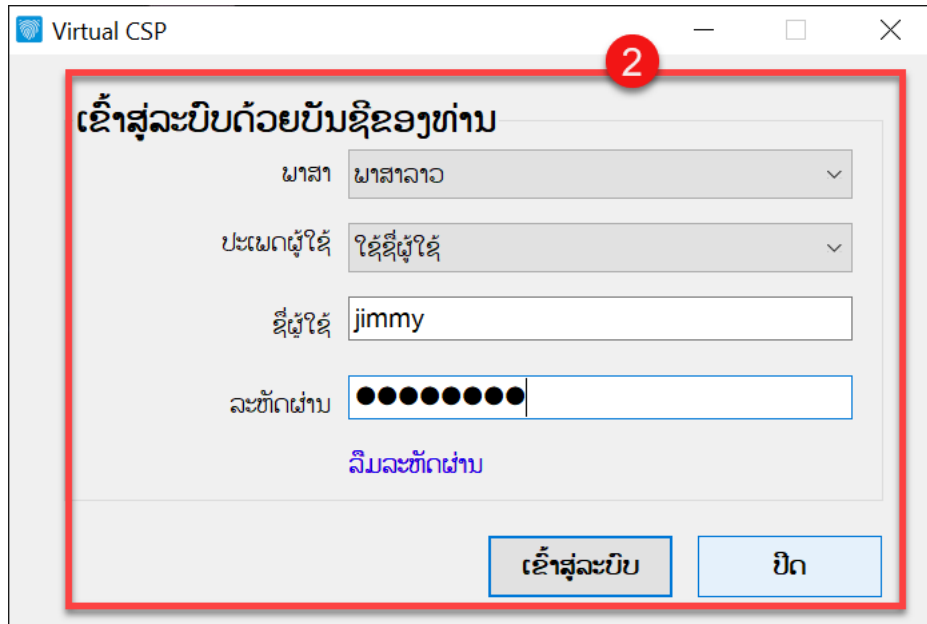 Virtual CSP
2
ເຂົ້າສູ່ລະບົບດ້ວຍບັນຊີຂອງທ່ານ
ພາສາ ພາສາລາວ
ປະເພດຜູ້ໃຊ້ ໃຊ້ຊື່ຜູ້ໃຊ້
ຊື່ຜູ້ໃຊ້ jimmy
ລະຫັດຜ່ານ ●●●●●●●●
ລືມລະຫັດຜ່ານ
ເຂົ້າສູ່ລະບົບ ປິດ